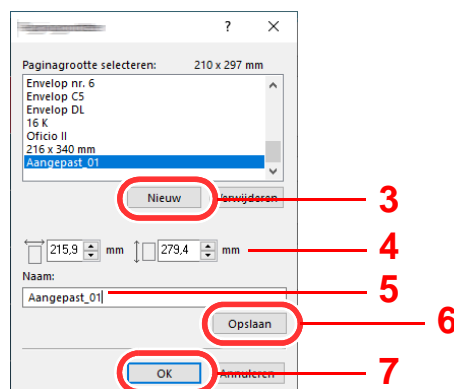 ? ×
Paginagrootte selecteren: 210 x 297 mm
Envelop nr. 6
Envelop C5
Envelop DL
16 K
Oficio II
216 x 340 mm
Aangepast_01
Nieuw Verwijderen 3
215,9 mm 279,4 mm 4
Naam:
Aangepast_01 5
Opslaan 6
OK Annuleren 7